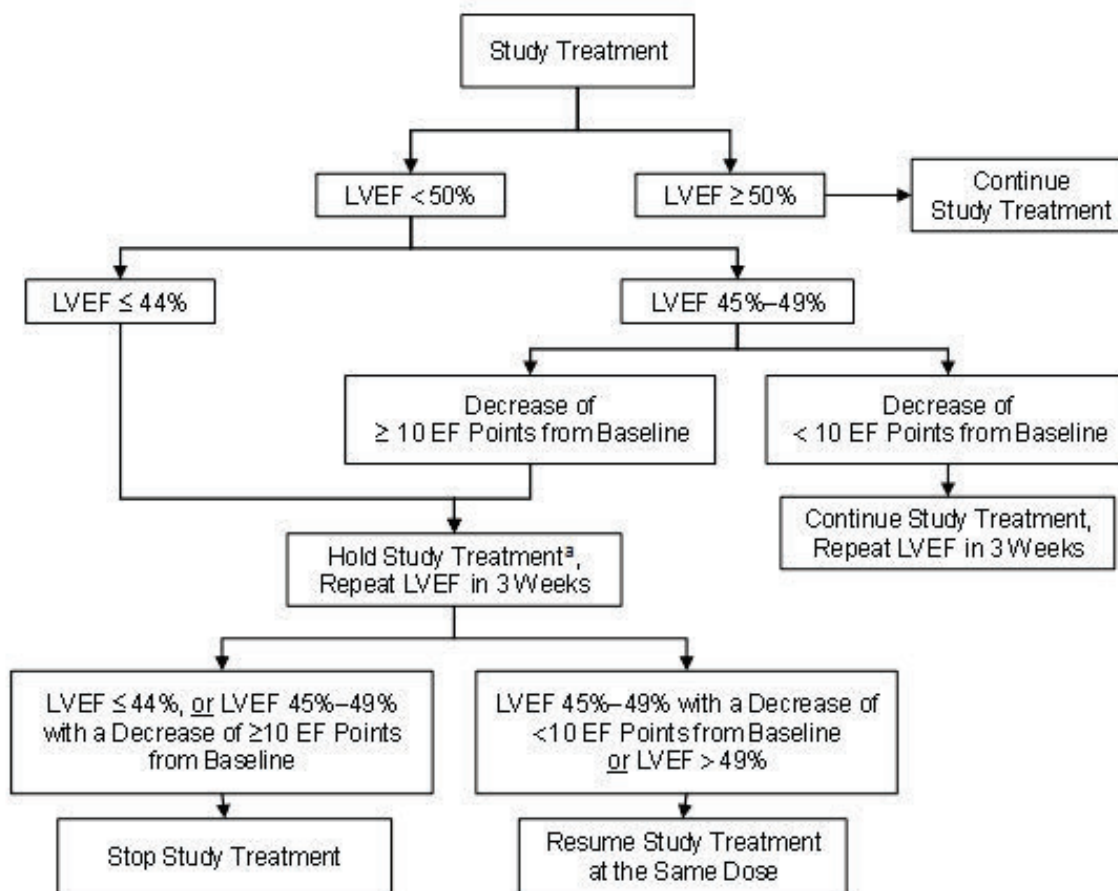 Study Treatment
LVEF < 50%
LVEF ≥ 50%
Continue
Study Treatment
LVEF ≤ 44%
LVEF 45%–49%
Decrease of
≥ 10 EF Points from Baseline
Decrease of
< 10 EF Points from Baseline
Continue Study Treatment,
Repeat LVEF in 3 Weeks
Hold Study Treatmentᵃ,
Repeat LVEF in 3 Weeks
LVEF ≤ 44%, or LVEF 45%–49%
with a Decrease of ≥10 EF Points
from Baseline
LVEF 45%–49% with a Decrease of
<10 EF Points from Baseline
or LVEF > 49%
Stop Study Treatment
Resume Study Treatment
at the Same Dose